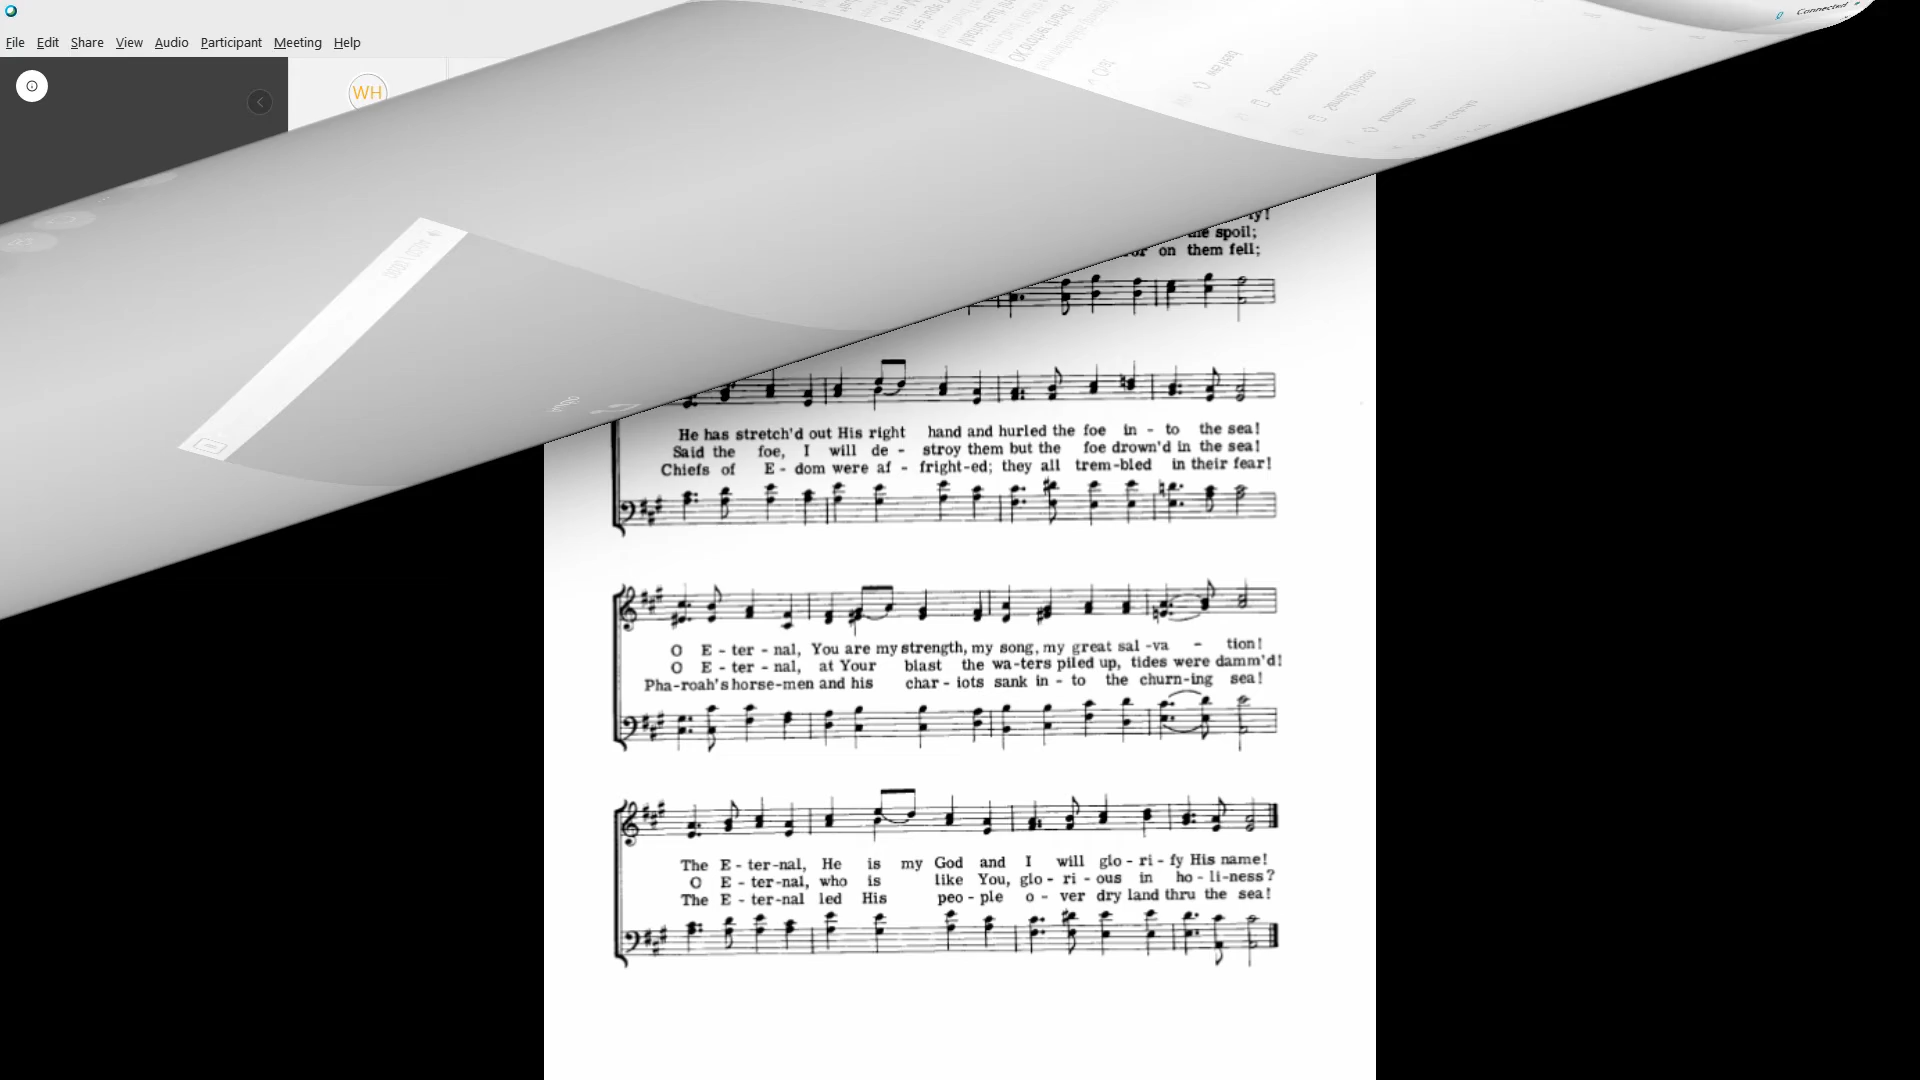 File Edit Share View Audio Participant Meeting Help
Connected
WH
the spoil;
on them fell;
He has stretch'd out His right hand and hurled the foe in - to the sea!
Said the foe, I will de - stroy them but the foe drown'd in the sea!
Chiefs of E - dom were af - fright-ed; they all trem-bled in their fear!
O E - ter - nal, You are my strength, my song, my great sal -va - tion!
O E - ter - nal, at Your blast the wa-ters piled up, tides were damm'd!
Pha-roah's horse-men and his char - iots sank in - to the churn-ing sea!
The E - ter-nal, He is my God and I will glo - ri - fy His name!
O E - ter-nal, who is like You, glo - ri - ous in ho - li-ness?
The E - ter-nal led His peo - ple o - ver dry land thru the sea!